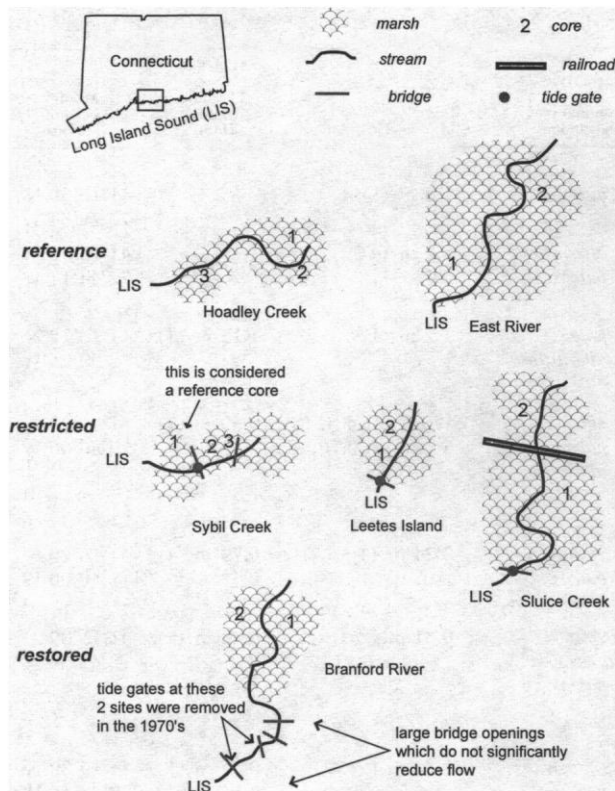 Connecticut
Long Island Sound (LIS)
marsh
2 core
stream
railroad
bridge
tide gate
reference
1
2
3
LIS
Hoadley Creek
2
1
LIS
East River
this is considered
a reference core
restricted
1
2
3
LIS
Sybil Creek
2
1
LIS
Leetes Island
2
1
LIS
Sluice Creek
restored
2
1
Branford River
tide gates at these
2 sites were removed
in the 1970's
large bridge openings
which do not significantly
reduce flow
LIS